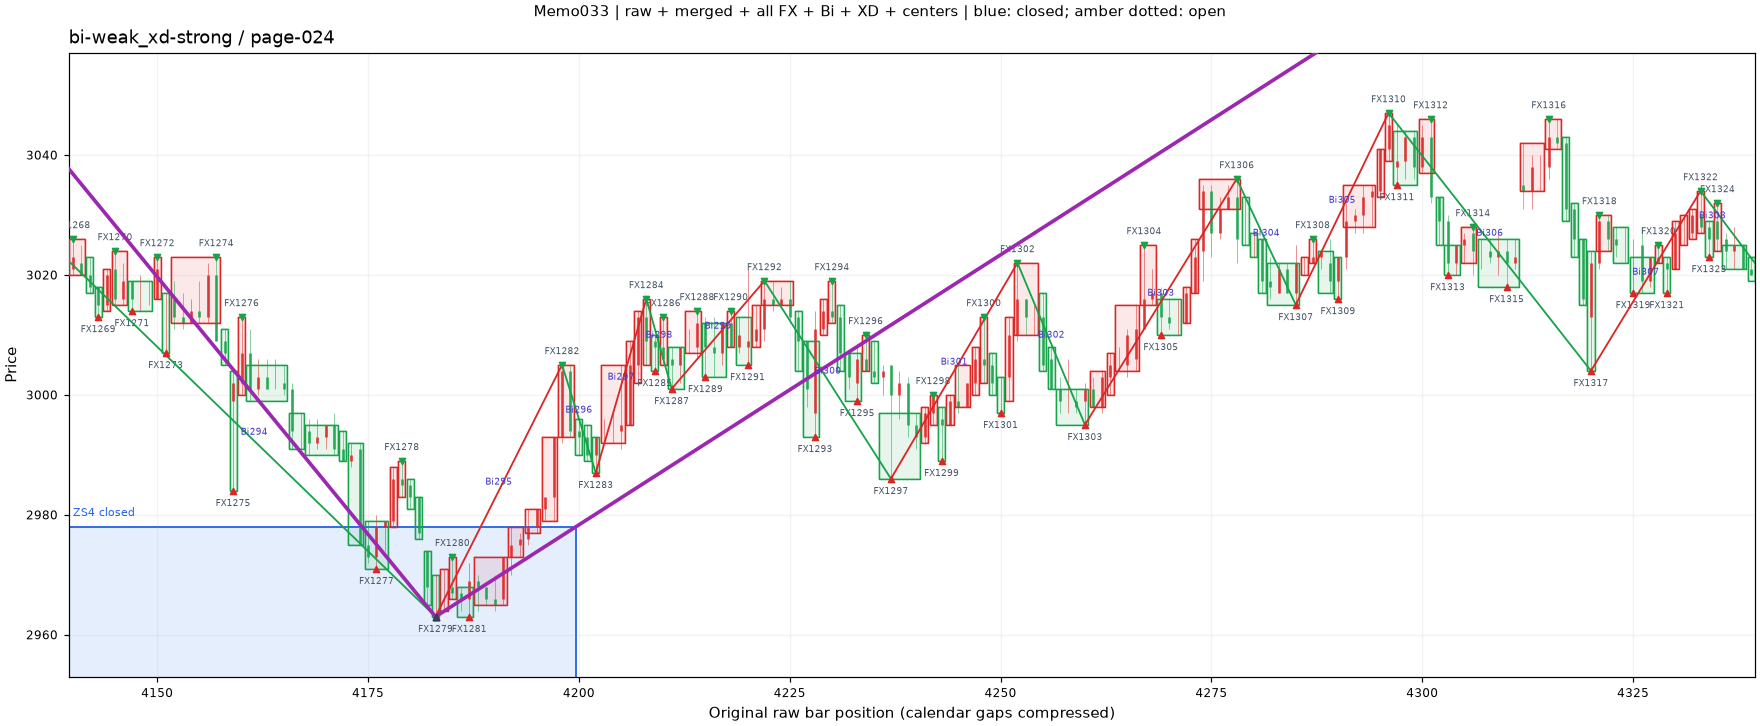 Memo033 | raw + merged + all FX + Bi + XD + centers | blue: closed; amber dotted: open
bi-weak_xd-strong / page-024
Price
3040
3020
3000
2980
2960
4150
4175
4200
4225
4250
4275
4300
4325
Original raw bar position (calendar gaps compressed)
ZS4 closed
FX1269
FX1271
FX1272
FX1273
FX1274
FX1275
FX1276
FX1277
FX1278
FX1279
FX1280
FX1281
FX1282
FX1283
FX1284
FX1287
FX1288
FX1289
FX1290
FX1291
FX1292
FX1293
FX1294
FX1295
FX1296
FX1297
FX1298
FX1299
FX1300
FX1301
FX1303
FX1304
FX1305
FX1306
FX1307
FX1308
FX1309
FX1310
FX1311
FX1312
FX1313
FX1314
FX1315
FX1316
FX1317
FX1318
FX1319
FX1321
FX1322
FX1323
FX1324
Bi294
Bi295
Bi296
Bi301
Bi302
Bi303
Bi304
Bi305
Bi306
Bi307
Bi308